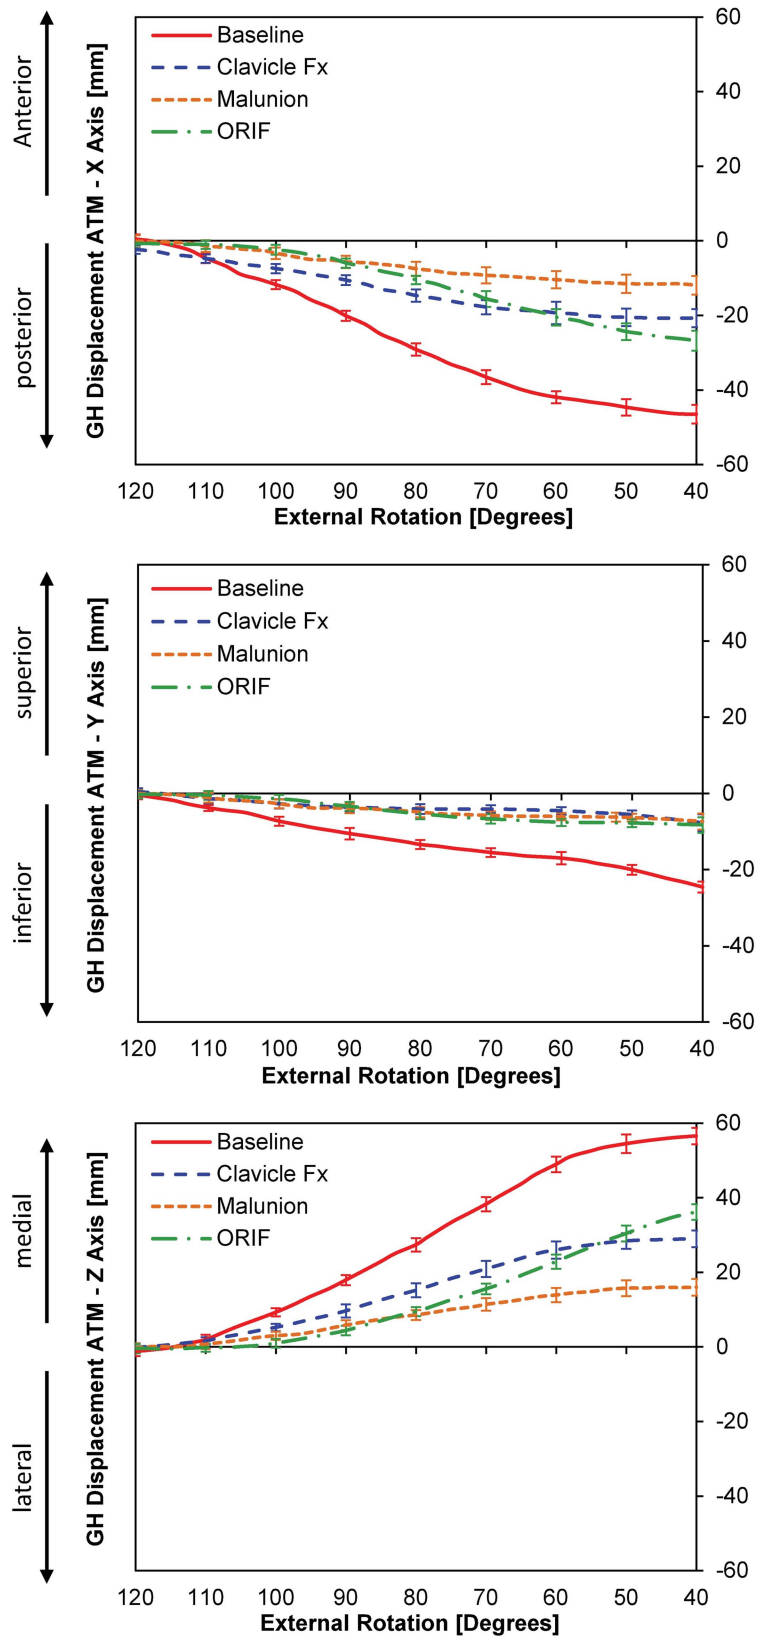 Anterior
posterior
GH Displacement ATM - X Axis [mm]
Baseline
Clavicle Fx
Malunion
ORIF
60
40
20
0
-20
-40
-60
120 110 100 90 80 70 60 50 40
External Rotation [Degrees]
superior
inferior
GH Displacement ATM - Y Axis [mm]
Baseline
Clavicle Fx
Malunion
ORIF
60
40
20
0
-20
-40
-60
120 110 100 90 80 70 60 50 40
External Rotation [Degrees]
medial
lateral
GH Displacement ATM - Z Axis [mm]
Baseline
Clavicle Fx
Malunion
ORIF
60
40
20
0
-20
-40
-60
120 110 100 90 80 70 60 50 40
External Rotation [Degrees]